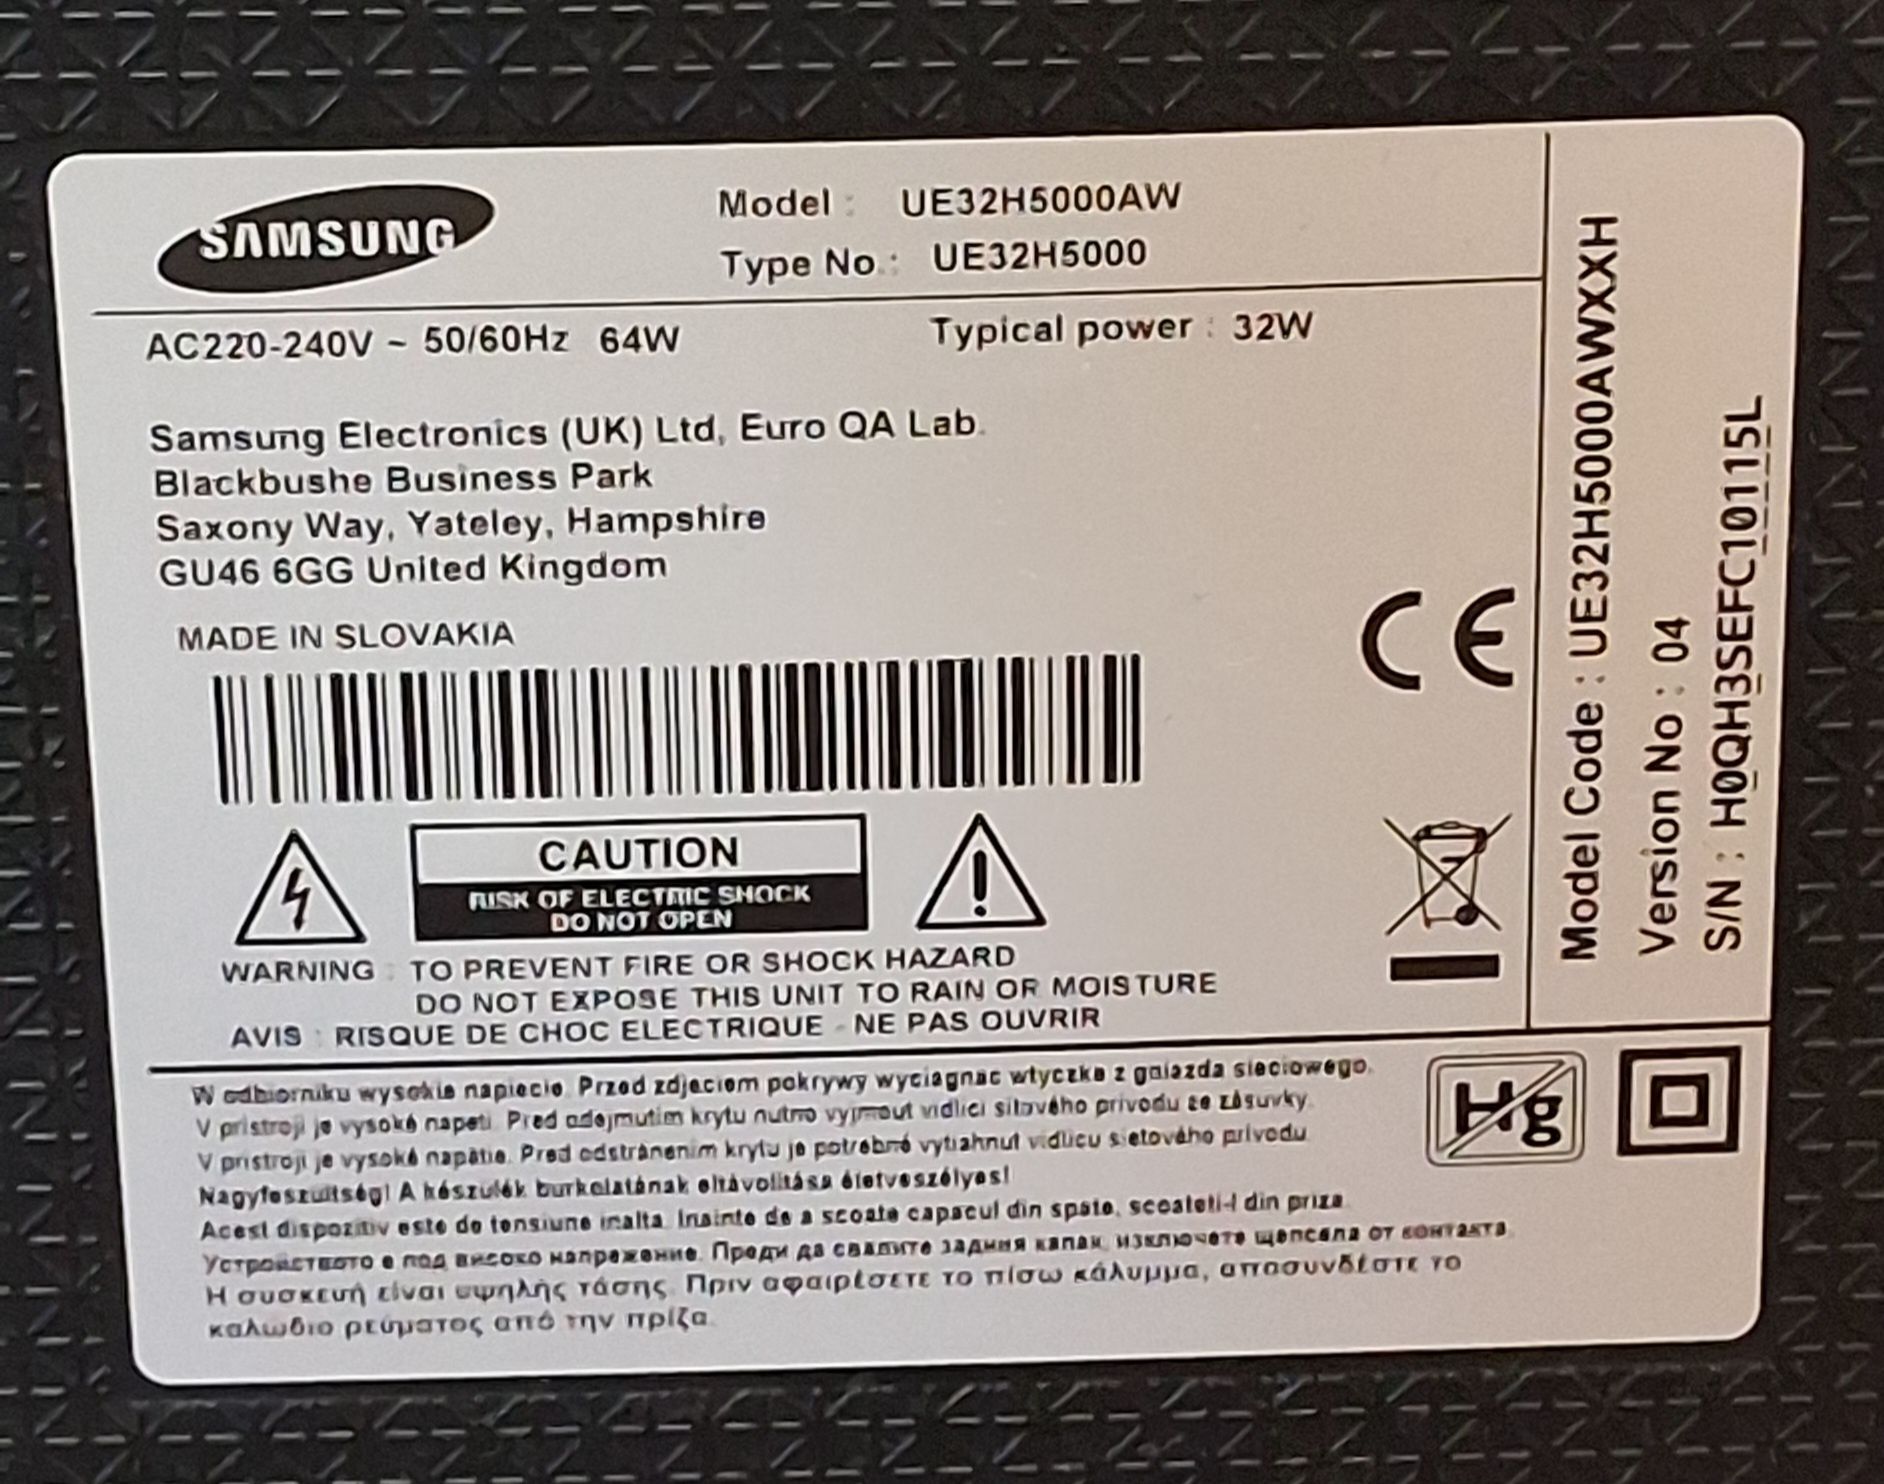 SAMSUNG
Model : UE32H5000AW
Type No. : UE32H5000
AC220-240V ~ 50/60Hz 64W
Typical power : 32W
Samsung Electronics (UK) Ltd, Euro QA Lab.
Blackbushe Business Park
Saxony Way, Yateley, Hampshire
GU46 6GG United Kingdom
MADE IN SLOVAKIA
CE
CAUTION
RISK OF ELECTRIC SHOCK
DO NOT OPEN
WARNING : TO PREVENT FIRE OR SHOCK HAZARD
DO NOT EXPOSE THIS UNIT TO RAIN OR MOISTURE
AVIS : RISQUE DE CHOC ELECTRIQUE - NE PAS OUVRIR
Model Code : UE32H5000AWXXH
Version No : 04
S/N : H0QH3SEFC10115L
W odbiorniku wysokie napiecie. Przed zdjeciem pokrywy wyciagnac wtyczke z gniazda sieciowego.
V pristroji je vysoké napeti. Pred odejmutím krytu nutno vyjmout vidlici sítového privodu ze zásuvky.
V pristroji je vysoké napätie. Pred odstránením krytu je potrebné vytiahnut vidlicu sietového prívodu.
Nagyfeszultség! A készulék burkolatának eltávolitása életveszélyes!
Acest dispozitiv este de tensiune inalta. Inainte de a scoate capacul din spate, scoateti-l din priza.
Устройството е под високо напрежение. Преди да свалите задния капак, изключете щепсела от контакта.
Η συσκευή είναι υψηλής τάσης. Πριν αφαιρέσετε το πίσω κάλυμμα, αποσυνδέστε το
καλώδιο ρεύματος από την πρίζα.
Hg